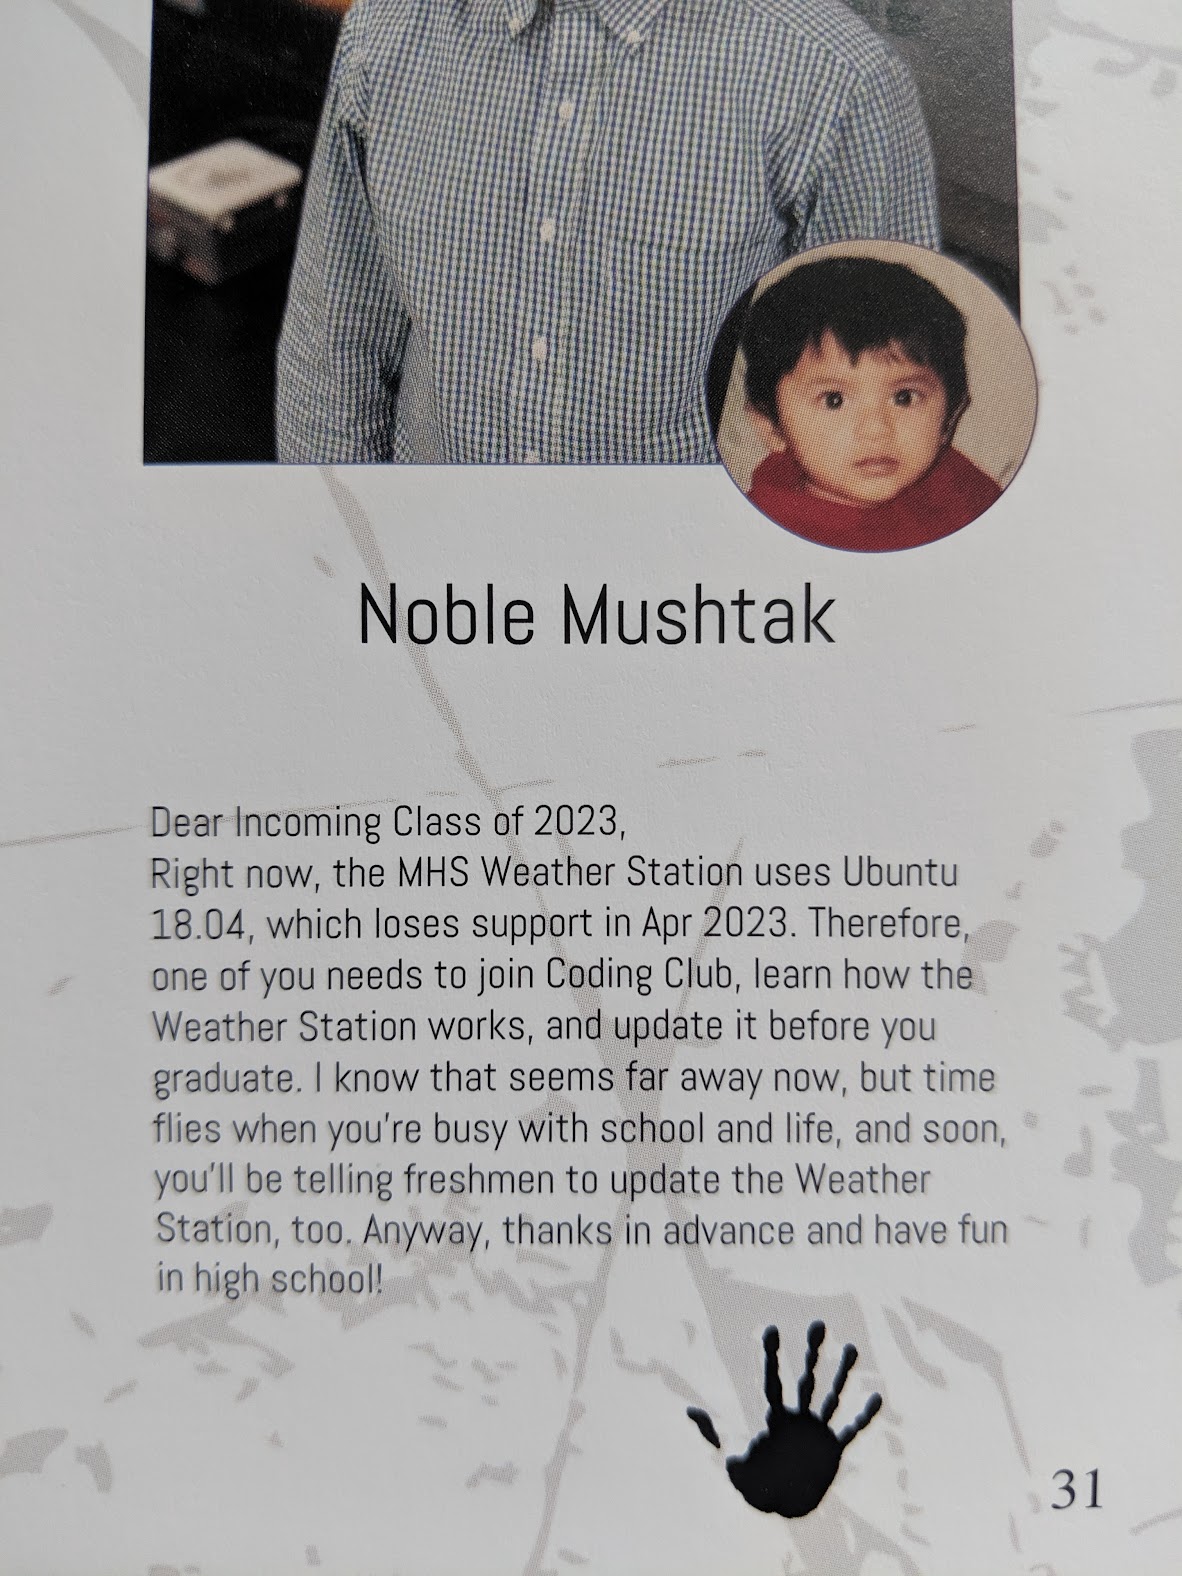 Noble Mushtak
Dear Incoming Class of 2023,
Right now, the MHS Weather Station uses Ubuntu
18.04, which loses support in Apr 2023. Therefore,
one of you needs to join Coding Club, learn how the
Weather Station works, and update it before you
graduate. I know that seems far away now, but time
flies when you're busy with school and life, and soon,
you'll be telling freshmen to update the Weather
Station, too. Anyway, thanks in advance and have fun
in high school!
31